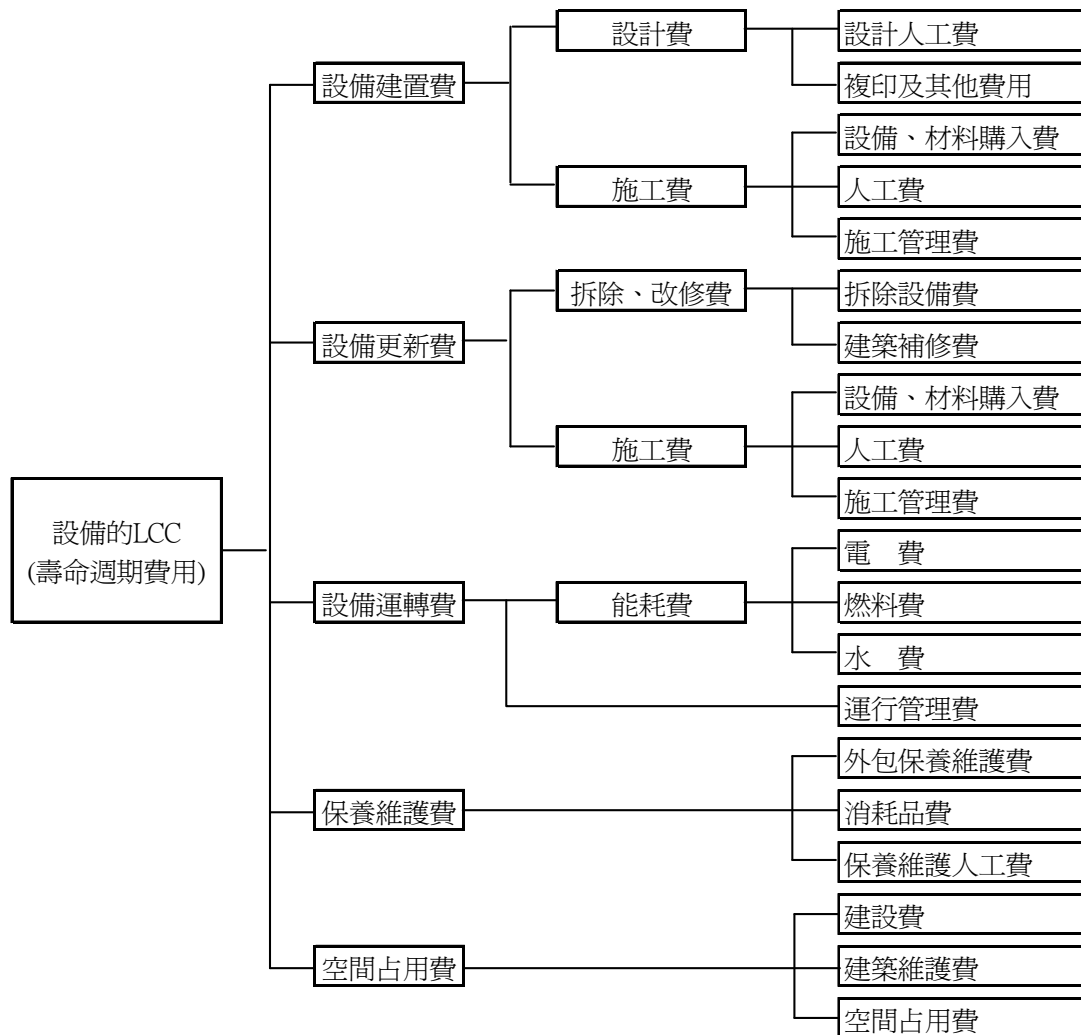 設計費
設計人工費
設備建置費
複印及其他費用
設備、材料購入費
施工費
人工費
施工管理費
拆除、改修費
拆除設備費
設備更新費
建築補修費
設備、材料購入費
施工費
人工費
施工管理費
設備的LCC
(壽命週期費用)
電 費
設備運轉費
能耗費
燃料費
水 費
運行管理費
外包保養維護費
保養維護費
消耗品費
保養維護人工費
建設費
空間占用費
建築維護費
空間占用費